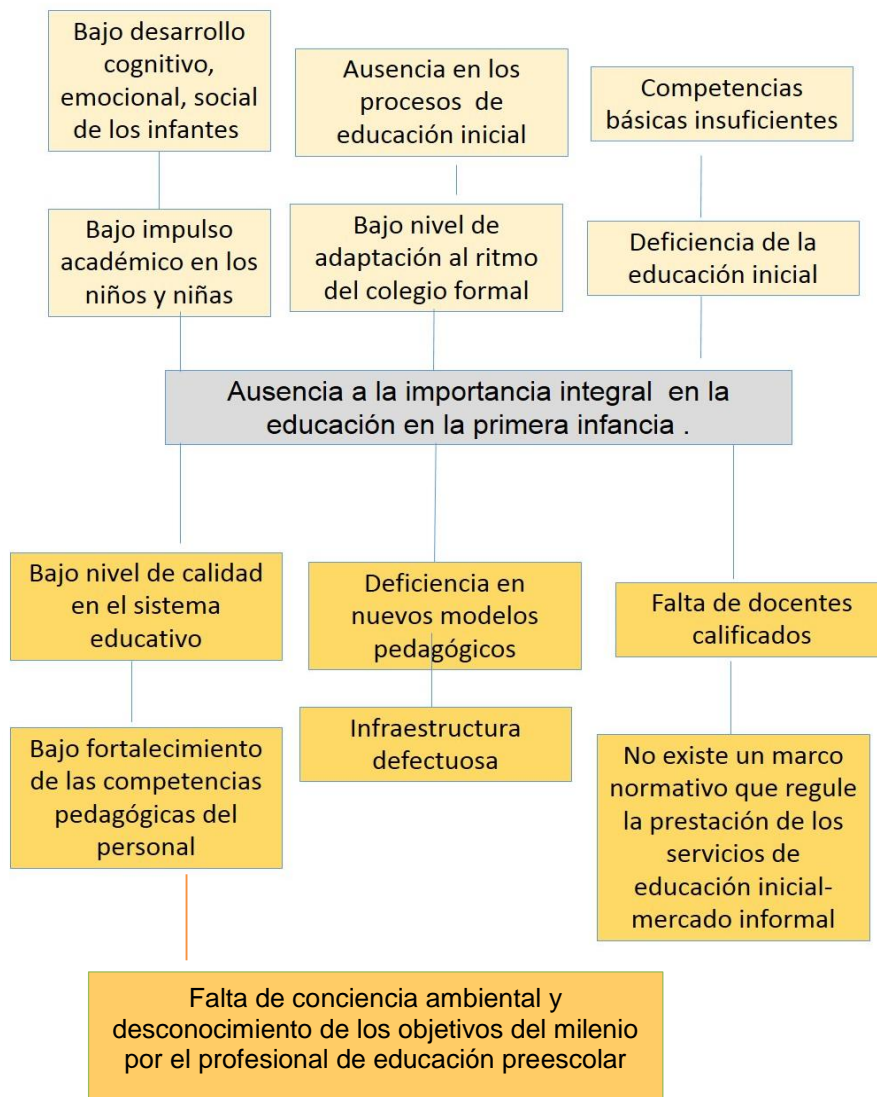 Bajo desarrollo
cognitivo,
emocional, social
de los infantes
Ausencia en los
procesos de
educación inicial
Competencias
básicas insuficientes
Bajo impulso
académico en los
niños y niñas
Bajo nivel de
adaptación al ritmo
del colegio formal
Deficiencia de la
educación inicial
Ausencia a la importancia integral en la
educación en la primera infancia .
Bajo nivel de calidad
en el sistema
educativo
Deficiencia en
nuevos modelos
pedagógicos
Falta de docentes
calificados
Bajo fortalecimiento
de las competencias
pedagógicas del
personal
Infraestructura
defectuosa
No existe un marco
normativo que regule
la prestación de los
servicios de
educación inicial-
mercado informal
Falta de conciencia ambiental y
desconocimiento de los objetivos del milenio
por el profesional de educación preescolar